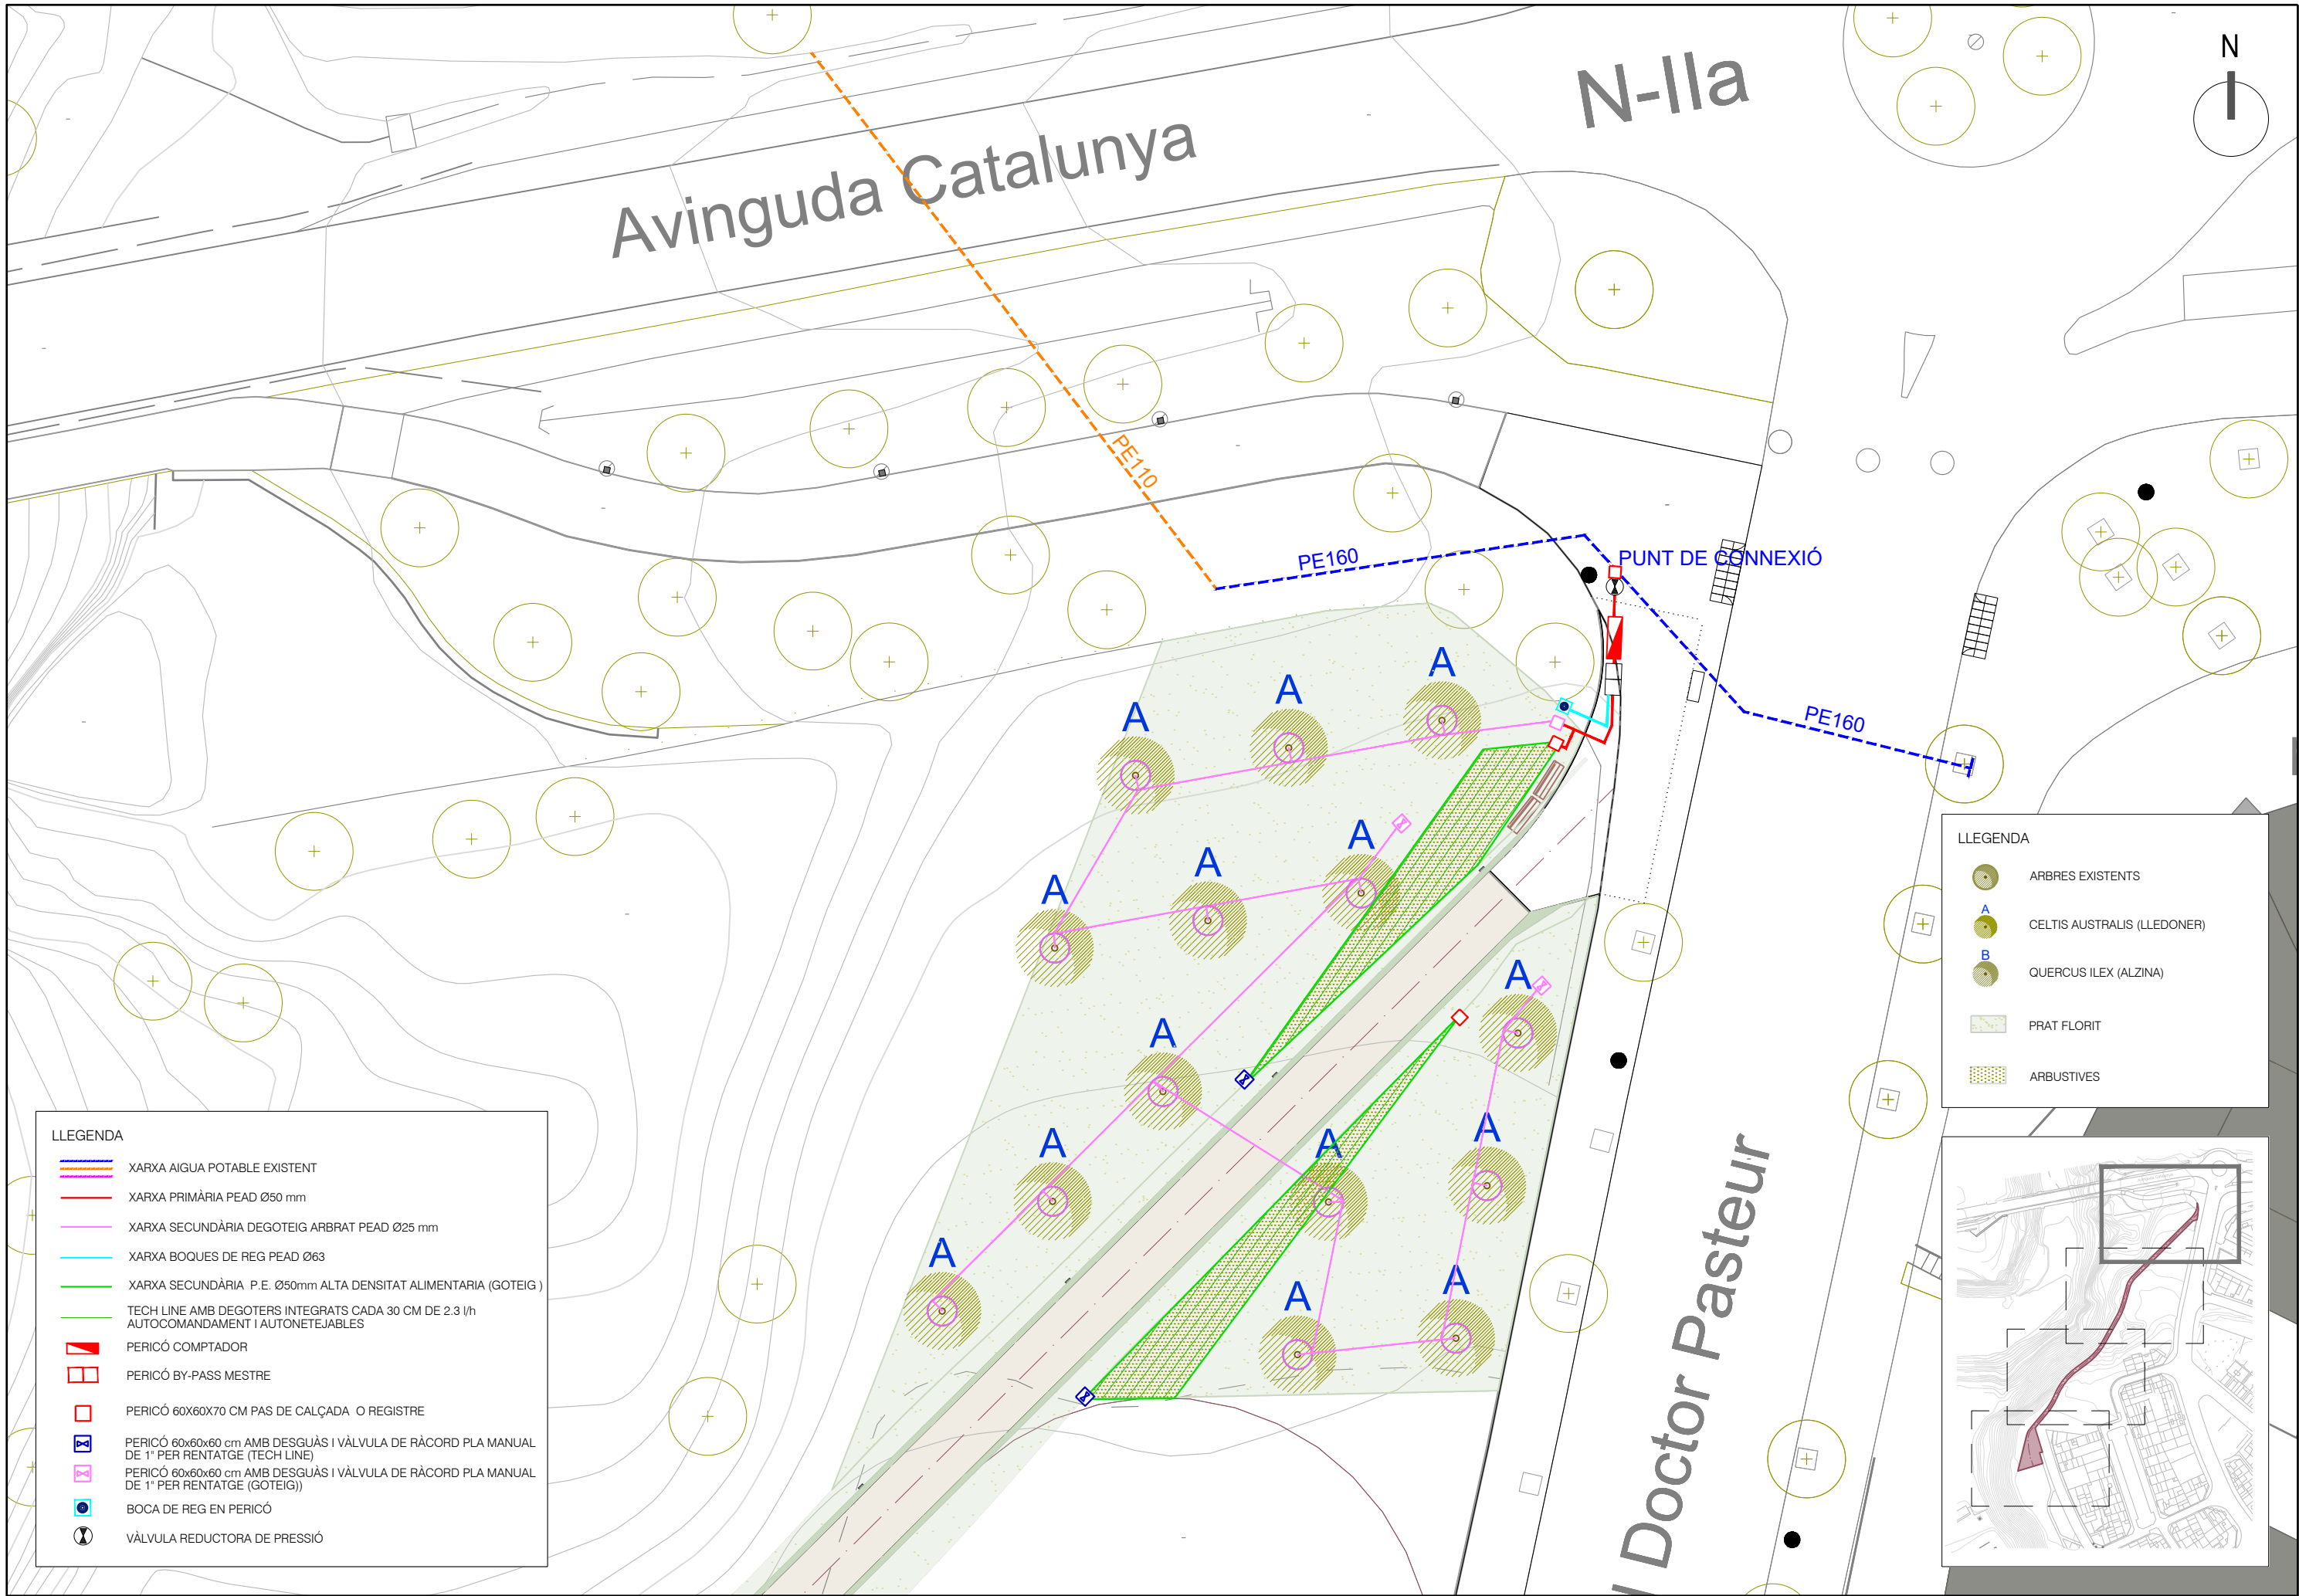 N-IIa
N
Avinguda Catalunya
PE110
PE160
PUNT DE CONNEXIÓ
PE160
A
A
A
A
A
A
A
A
A
A
A
A
A
A
Doctor Pasteur
LLEGENDA
ARBRES EXISTENTS
A
CELTIS AUSTRALIS (LLEDONER)
B
QUERCUS ILEX (ALZINA)
PRAT FLORIT
ARBUSTIVES
LLEGENDA
XARXA AIGUA POTABLE EXISTENT
XARXA PRIMÀRIA PEAD Ø50 mm
XARXA SECUNDÀRIA DEGOTEIG ARBRAT PEAD Ø25 mm
XARXA BOQUES DE REG PEAD Ø63
XARXA SECUNDÀRIA P.E. Ø50mm ALTA DENSITAT ALIMENTARIA (GOTEIG )
TECH LINE AMB DEGOTERS INTEGRATS CADA 30 CM DE 2.3 l/h
AUTOCOMANDAMENT I AUTONETEJABLES
PERICÓ COMPTADOR
PERICÓ BY-PASS MESTRE
PERICÓ 60X60X70 CM PAS DE CALÇADA O REGISTRE
PERICÓ 60x60x60 cm AMB DESGUÀS I VÀLVULA DE RÀCORD PLA MANUAL
DE 1" PER RENTATGE (TECH LINE)
PERICÓ 60x60x60 cm AMB DESGUÀS I VÀLVULA DE RÀCORD PLA MANUAL
DE 1" PER RENTATGE (GOTEIG))
BOCA DE REG EN PERICÓ
VÀLVULA REDUCTORA DE PRESSIÓ